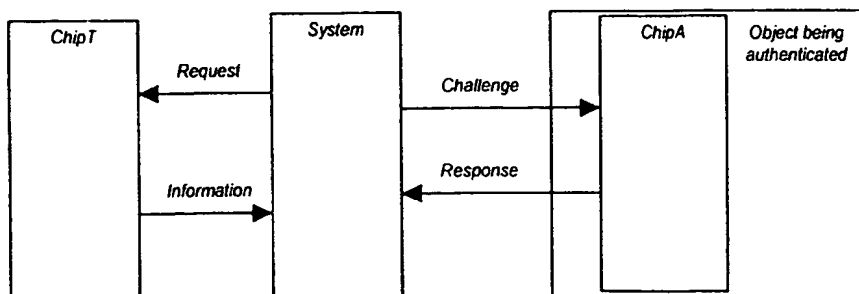 ChipT
System
ChipA
Object being
authenticated
Request
Challenge
Information
Response